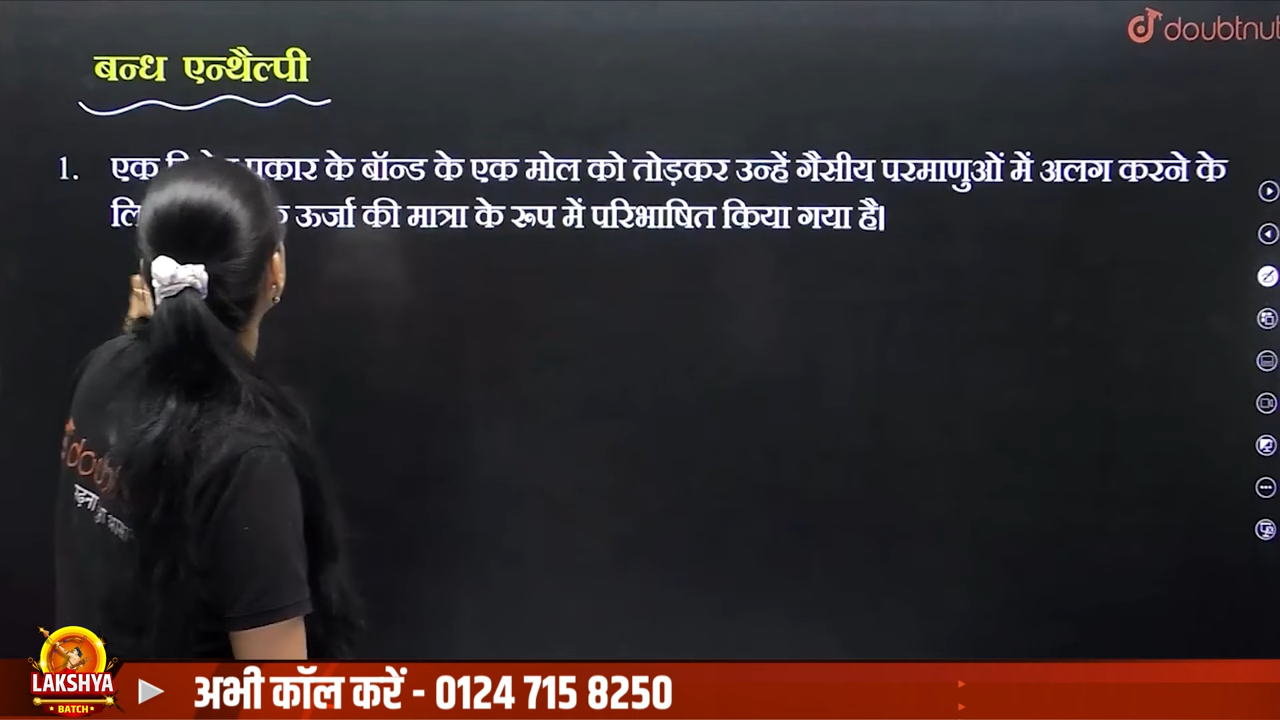 doubtnut
बन्ध एन्थैल्पी
1. एक प्रकार के बॉन्ड के एक मोल को तोड़कर उन्हें गैसीय परमाणुओं में अलग करने के
ऊर्जा की मात्रा के रूप में परिभाषित किया गया है।
LAKSHYA
BATCH
अभी कॉल करें - 0124 715 8250